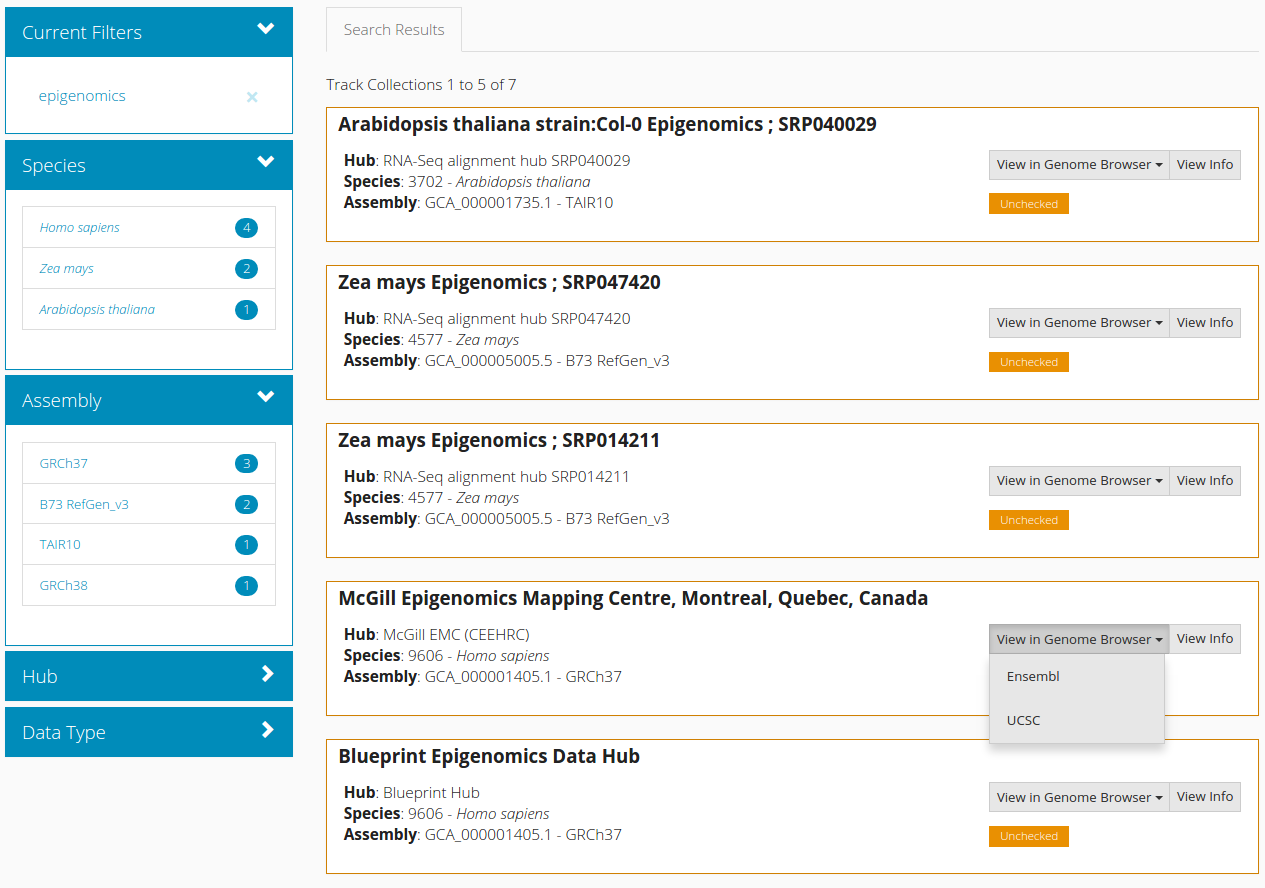 Current Filters
epigenomics
×
Species
Homo sapiens 4
Zea mays 2
Arabidopsis thaliana 1
Assembly
GRCh37 3
B73 RefGen_v3 2
TAIR10 1
GRCh38 1
Hub
Data Type
Search Results
Track Collections 1 to 5 of 7
Arabidopsis thaliana strain:Col-0 Epigenomics ; SRP040029
Hub: RNA-Seq alignment hub SRP040029
Species: 3702 - Arabidopsis thaliana
Assembly: GCA_000001735.1 - TAIR10
View in Genome Browser View Info
Unchecked
Zea mays Epigenomics ; SRP047420
Hub: RNA-Seq alignment hub SRP047420
Species: 4577 - Zea mays
Assembly: GCA_000005005.5 - B73 RefGen_v3
View in Genome Browser View Info
Unchecked
Zea mays Epigenomics ; SRP014211
Hub: RNA-Seq alignment hub SRP014211
Species: 4577 - Zea mays
Assembly: GCA_000005005.5 - B73 RefGen_v3
View in Genome Browser View Info
Unchecked
McGill Epigenomics Mapping Centre, Montreal, Quebec, Canada
Hub: McGill EMC (CEEHRC)
Species: 9606 - Homo sapiens
Assembly: GCA_000001405.1 - GRCh37
View in Genome Browser View Info
Ensembl
UCSC
Blueprint Epigenomics Data Hub
Hub: Blueprint Hub
Species: 9606 - Homo sapiens
Assembly: GCA_000001405.1 - GRCh37
View in Genome Browser View Info
Unchecked